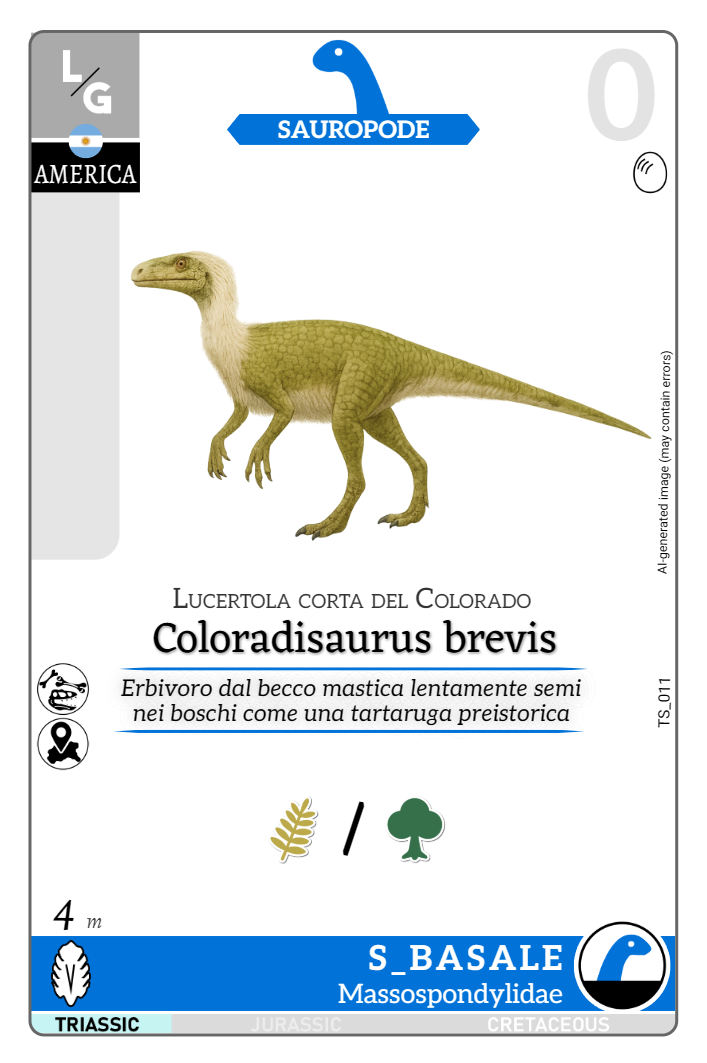 L/G
0
SAUROPODE
AMERICA
AI-generated image (may contain errors)
Lucertola corta del Colorado
Coloradisaurus brevis
Erbivoro dal becco mastica lentamente semi
nei boschi come una tartaruga preistorica
TS_011
/
4 m
S_BASALE
Massospondylidae
TRIASSIC JURASSIC CRETACEOUS